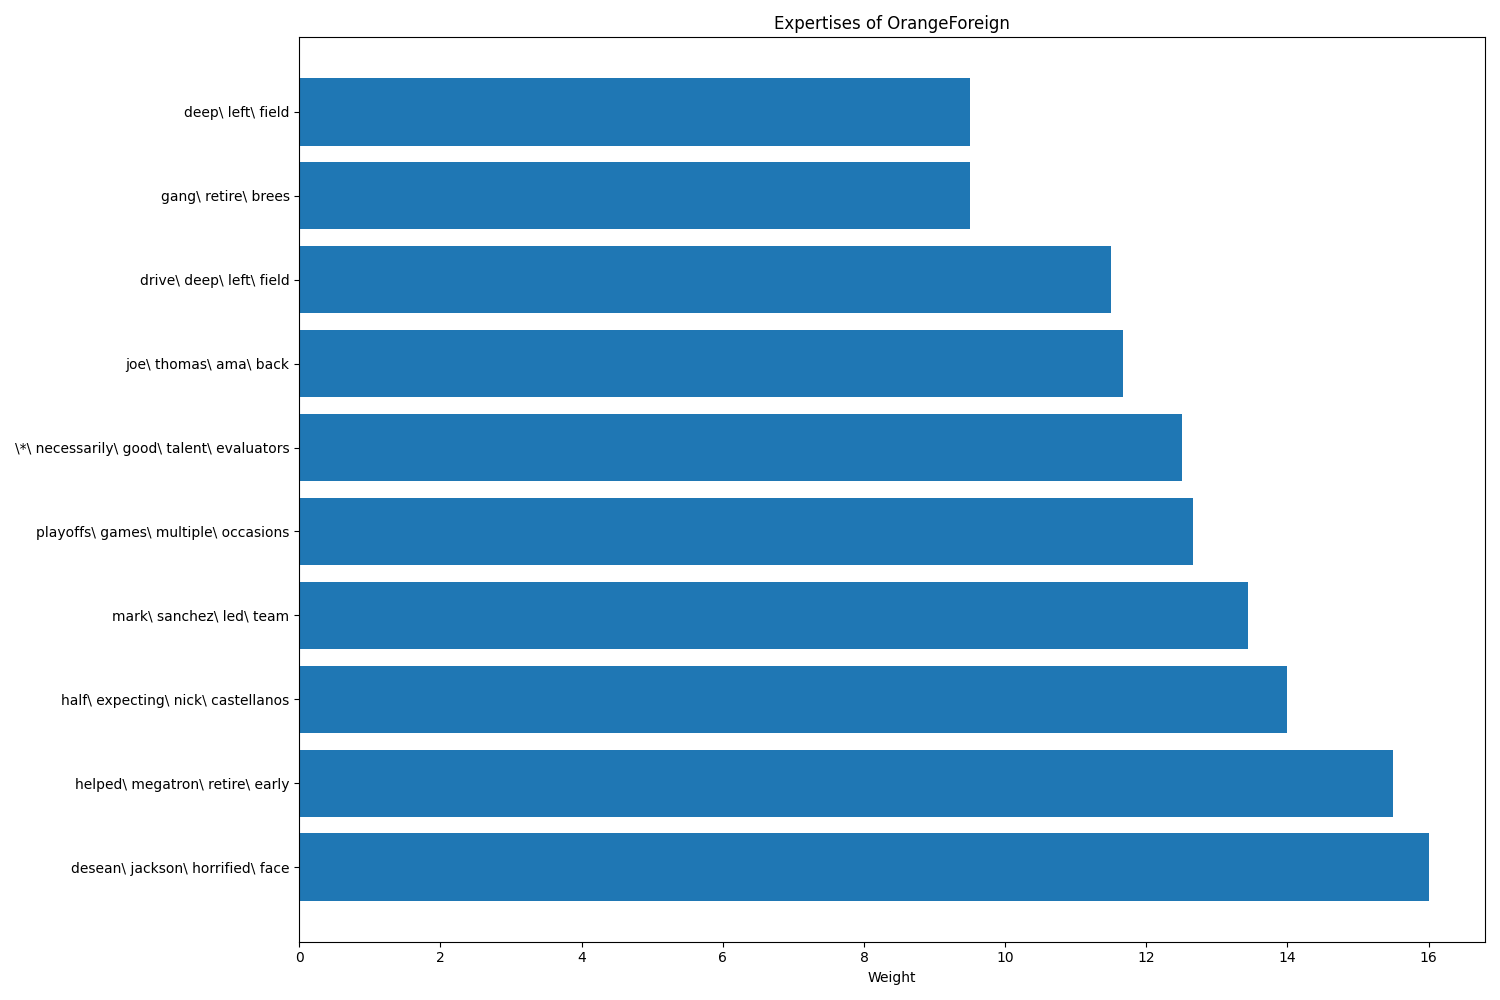 Expertises of OrangeForeign
deep\ left\ field
gang\ retire\ brees
drive\ deep\ left\ field
joe\ thomas\ ama\ back
\*\ necessarily\ good\ talent\ evaluators
playoffs\ games\ multiple\ occasions
mark\ sanchez\ led\ team
half\ expecting\ nick\ castellanos
helped\ megatron\ retire\ early
desean\ jackson\ horrified\ face
0 2 4 6 8 10 12 14 16
Weight